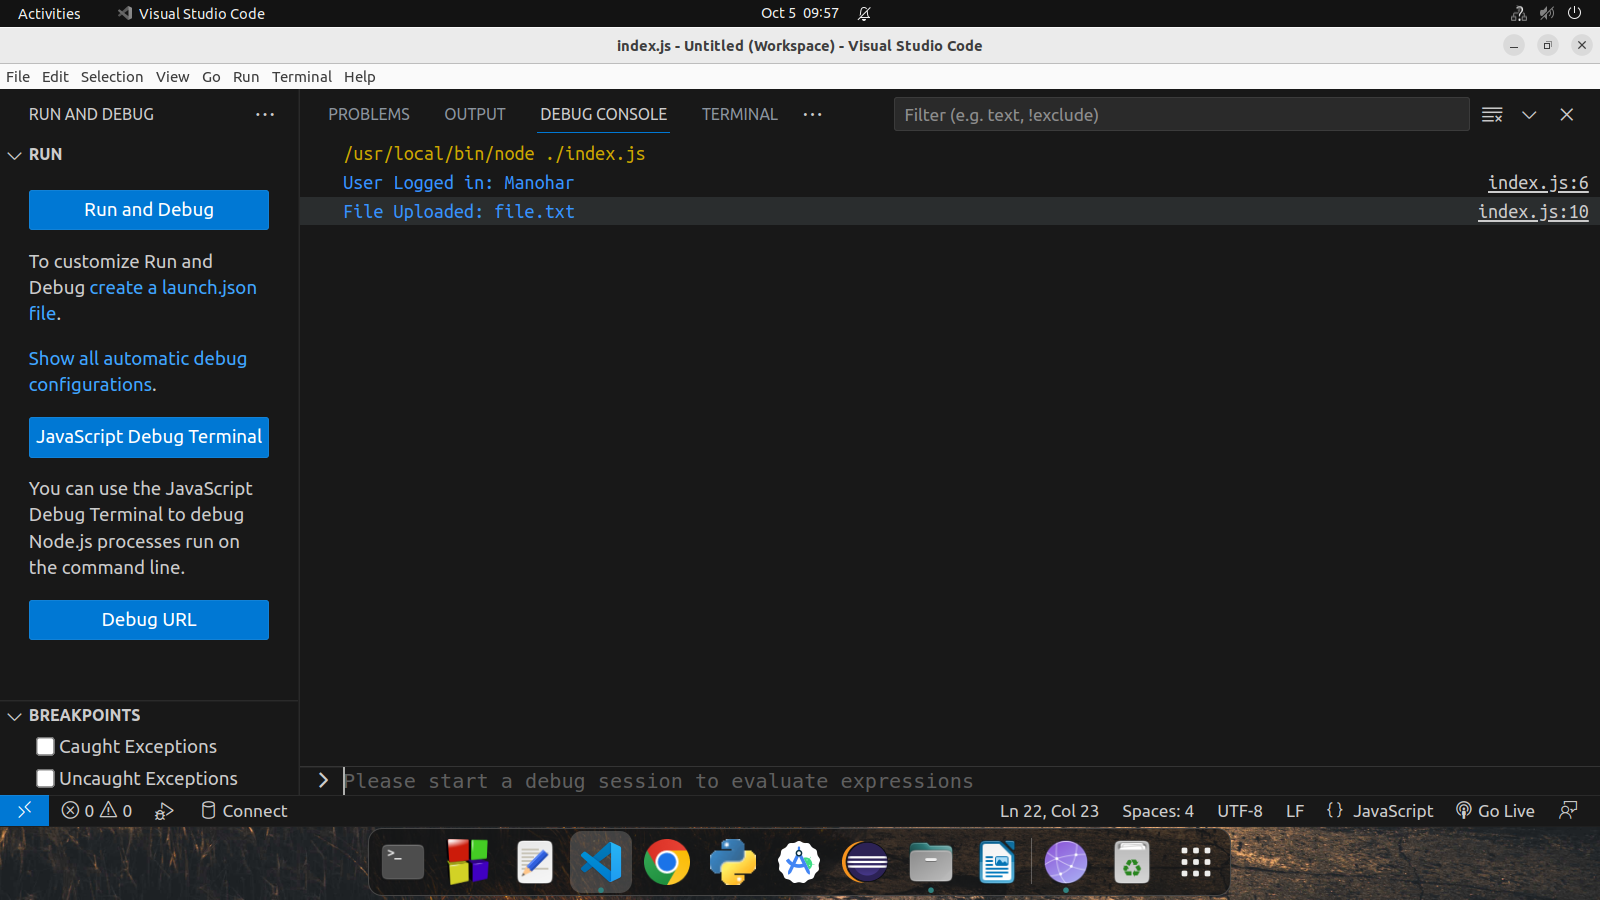 Activities
Visual Studio Code
Oct 5 09:57
index.js - Untitled (Workspace) - Visual Studio Code
File Edit Selection View Go Run Terminal Help
RUN AND DEBUG
PROBLEMS OUTPUT DEBUG CONSOLE TERMINAL
Filter (e.g. text, !exclude)
RUN
Run and Debug
To customize Run and
Debug create a launch.json
file.
Show all automatic debug
configurations.
JavaScript Debug Terminal
You can use the JavaScript
Debug Terminal to debug
Node.js processes run on
the command line.
Debug URL
BREAKPOINTS
Caught Exceptions
Uncaught Exceptions
/usr/local/bin/node ./index.js
User Logged in: Manohar index.js:6
File Uploaded: file.txt index.js:10
> Please start a debug session to evaluate expressions
0 0 Connect
Ln 22, Col 23 Spaces: 4 UTF-8 LF {} JavaScript Go Live